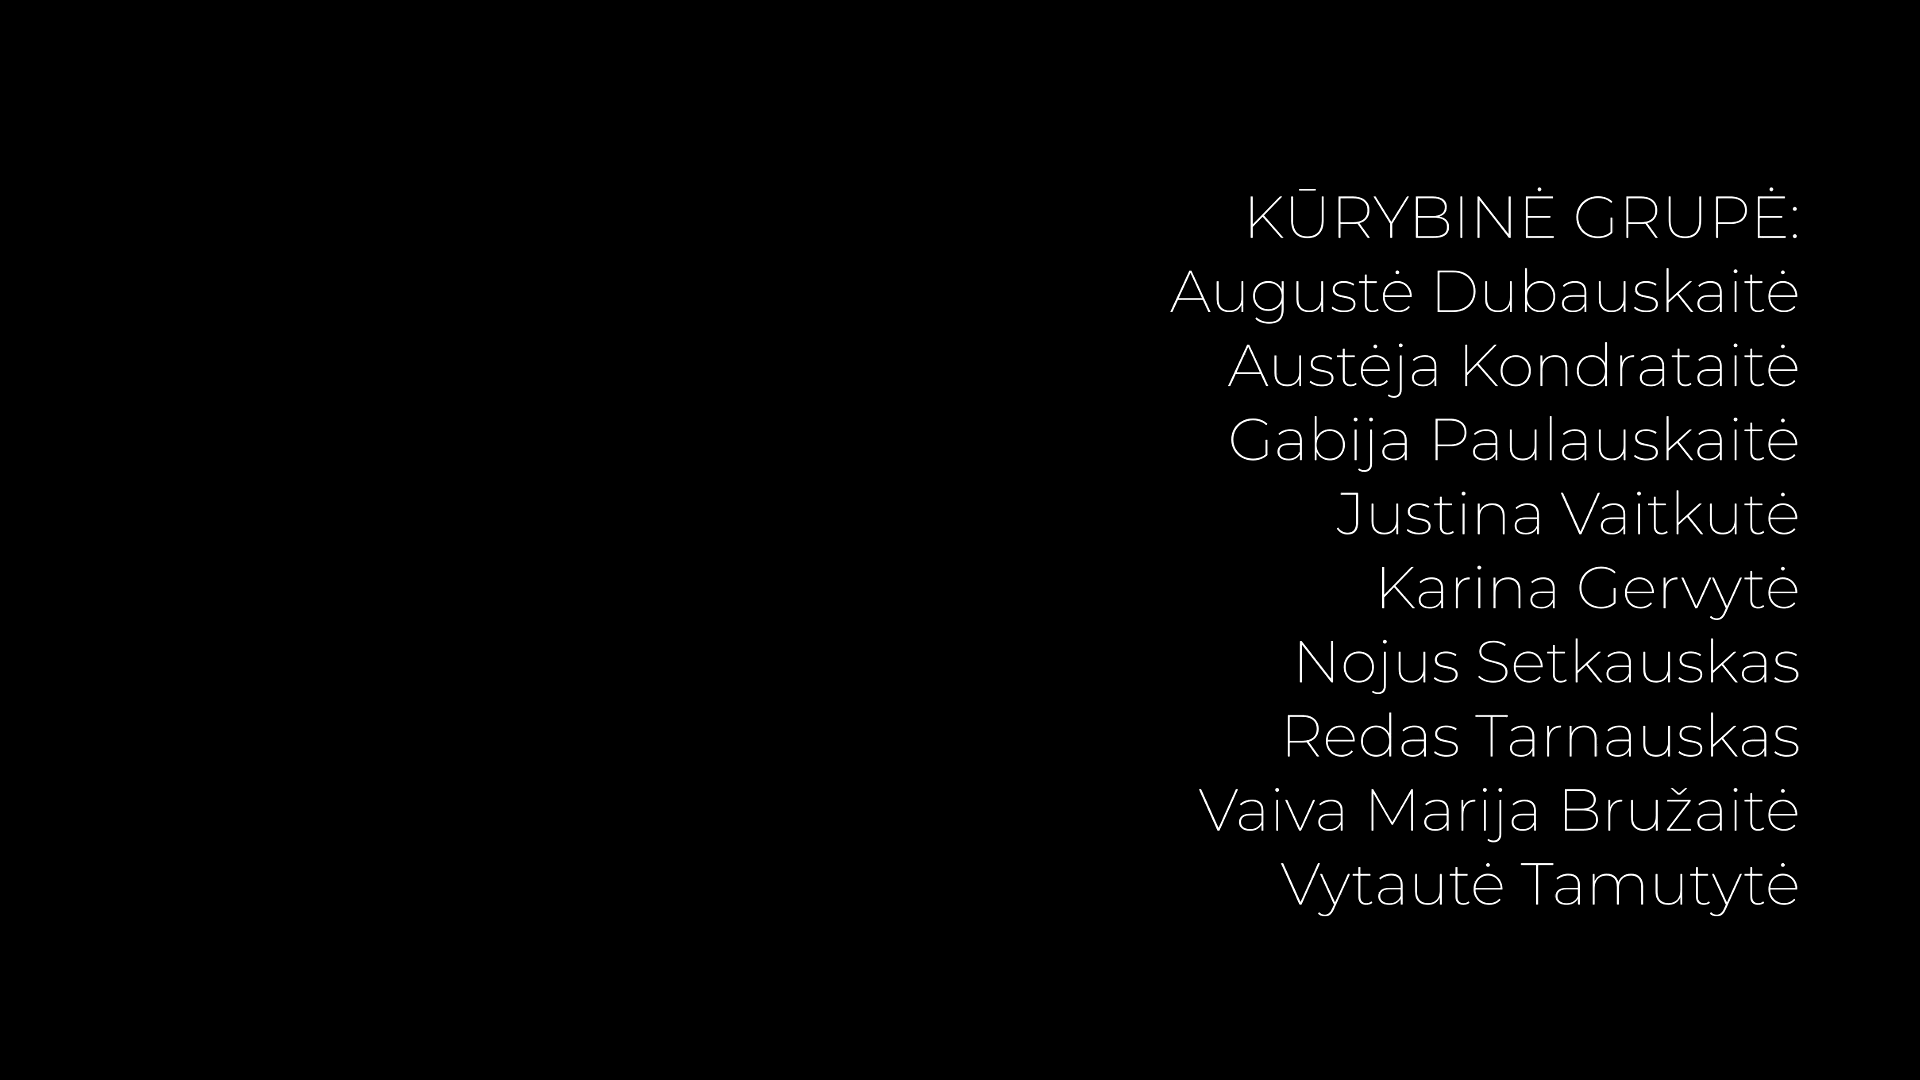 KŪRYBINĖ GRUPĖ:
Augustė Dubauskaitė
Austėja Kondrataitė
Gabija Paulauskaitė
Justina Vaitkutė
Karina Gervytė
Nojus Setkauskas
Redas Tarnauskas
Vaiva Marija Bružaitė
Vytautė Tamutytė